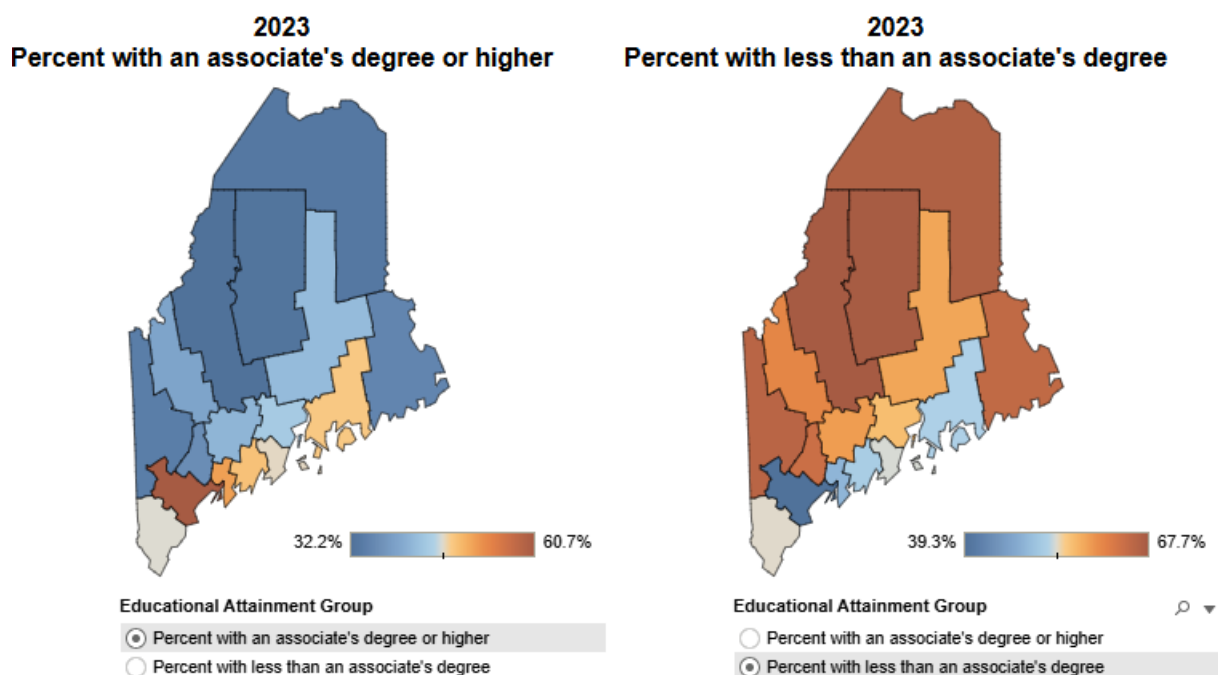 2023
Percent with an associate's degree or higher
32.2%
60.7%
Educational Attainment Group
Percent with an associate's degree or higher
Percent with less than an associate's degree
2023
Percent with less than an associate's degree
39.3%
67.7%
Educational Attainment Group
Percent with an associate's degree or higher
Percent with less than an associate's degree